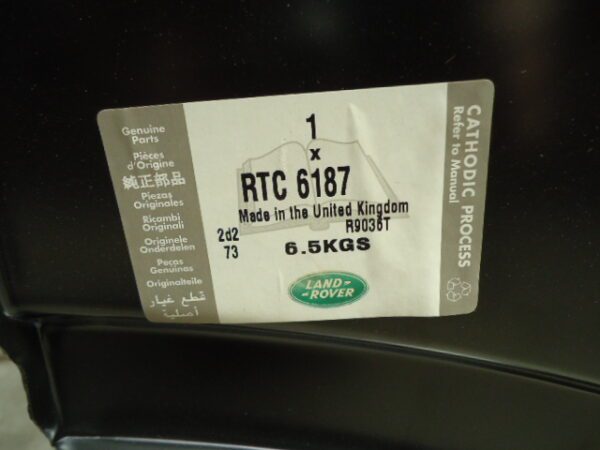 Genuine
Parts
Pièces
d'Origine
純正部品
Piezas
Originales
Ricambi
Originali
Originele
Onderdelen
Peças
Genuinas
Originalteile
قطع غيار
أصلية
1
x
RTC 6187
Made in the United Kingdom
2d2
R9036T
73
6.5KGS
LAND
ROVER
CATHODIC PROCESS
Refer to Manual